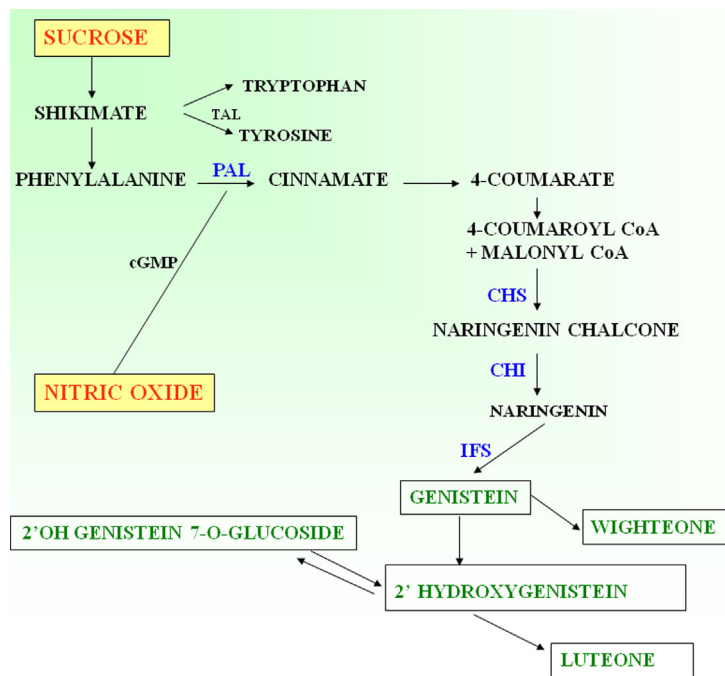 SUCROSE
TRYPTOPHAN
SHIKIMATE
TAL
TYROSINE
PHENYLALANINE
PAL
CINNAMATE
4-COUMARATE
4-COUMAROYL CoA
+ MALONYL CoA
cGMP
CHS
NARINGENIN CHALCONE
CHI
NITRIC OXIDE
NARINGENIN
IFS
GENISTEIN
2’OH GENISTEIN 7-O-GLUCOSIDE
WIGHTEONE
2’ HYDROXYGENISTEIN
LUTEONE